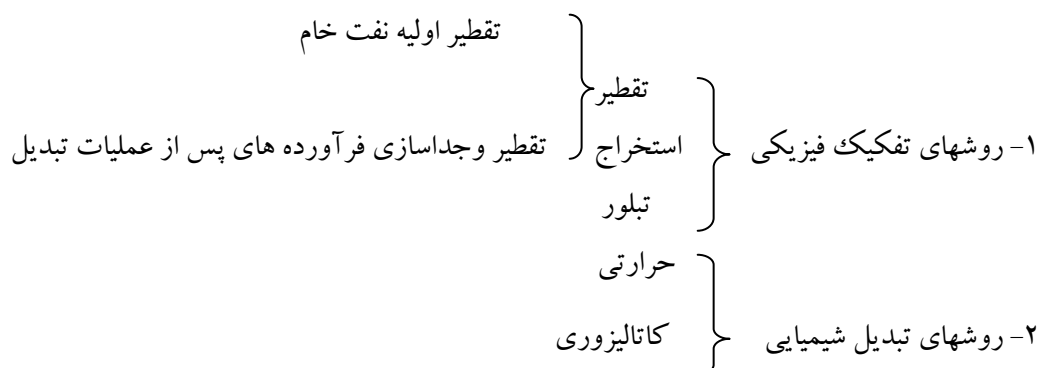 تقطیر اولیه نفت خام
تقطیر
۱- روشهای تفکیک فیزیکی استخراج تقطیر وجداسازی فرآورده های پس از عملیات تبدیل
تبلور
حرارتی
۲- روشهای تبدیل شیمیایی کاتالیزوری